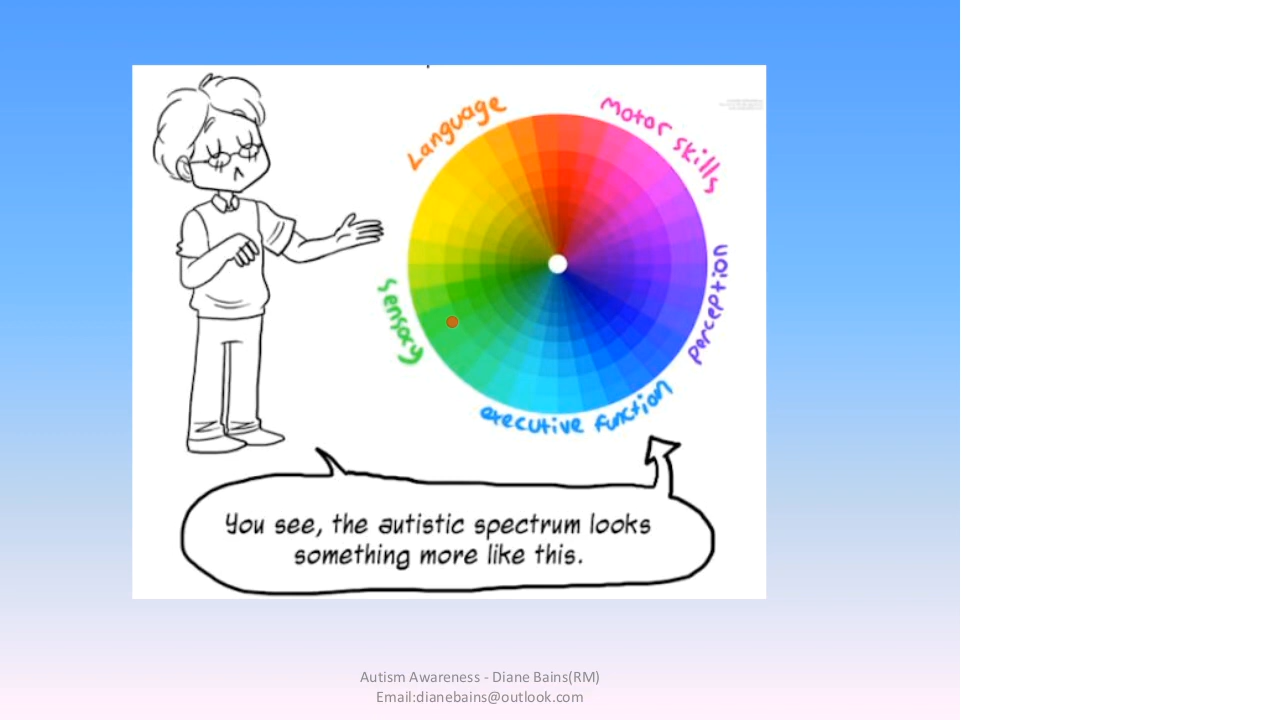 Language
Motor skills
Sensory
perception
executive function
You see, the autistic spectrum looks
something more like this.
Autism Awareness - Diane Bains(RM)
Email:dianebains@outlook.com